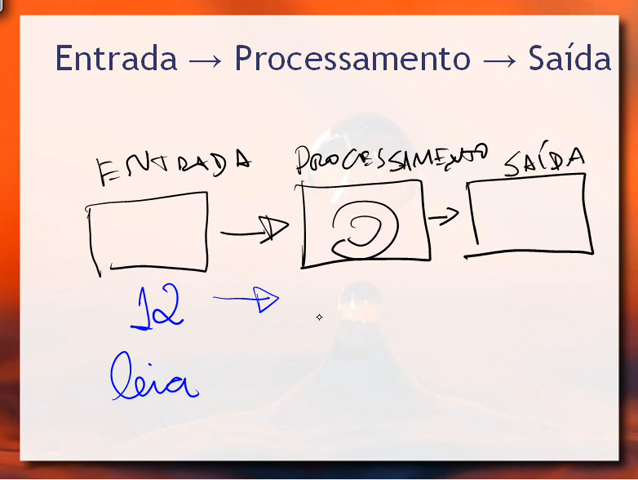 Entrada → Processamento → Saída
ENTRADA PROCESSAMENTO SAÍDA
12
leia